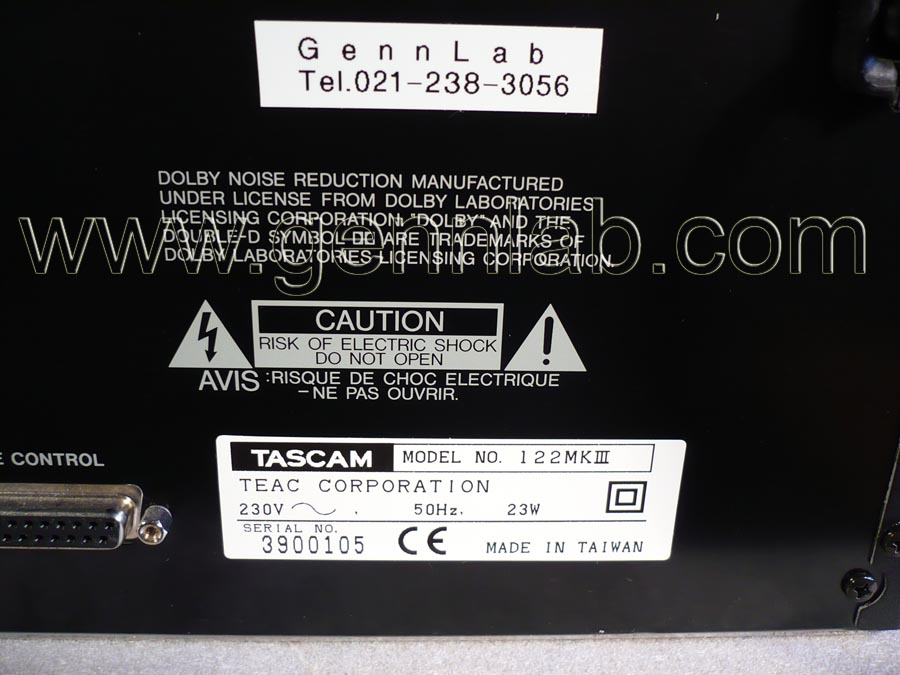 GennLab
Tel.021-238-3056
DOLBY NOISE REDUCTION MANUFACTURED
UNDER LICENSE FROM DOLBY LABORATORIES
LICENSING CORPORATION. "DOLBY" AND THE
DOUBLE-D SYMBOL ARE TRADEMARKS OF
DOLBY LABORATORIES LICENSING CORPORATION.
www.gennlab.com
CAUTION
RISK OF ELECTRIC SHOCK
DO NOT OPEN
AVIS :RISQUE DE CHOC ELECTRIQUE
-NE PAS OUVRIR.
E CONTROL
TASCAM MODEL NO. 122MKⅢ
TEAC CORPORATION
230V 50Hz, 23W
SERIAL NO.
3900105 CE MADE IN TAIWAN